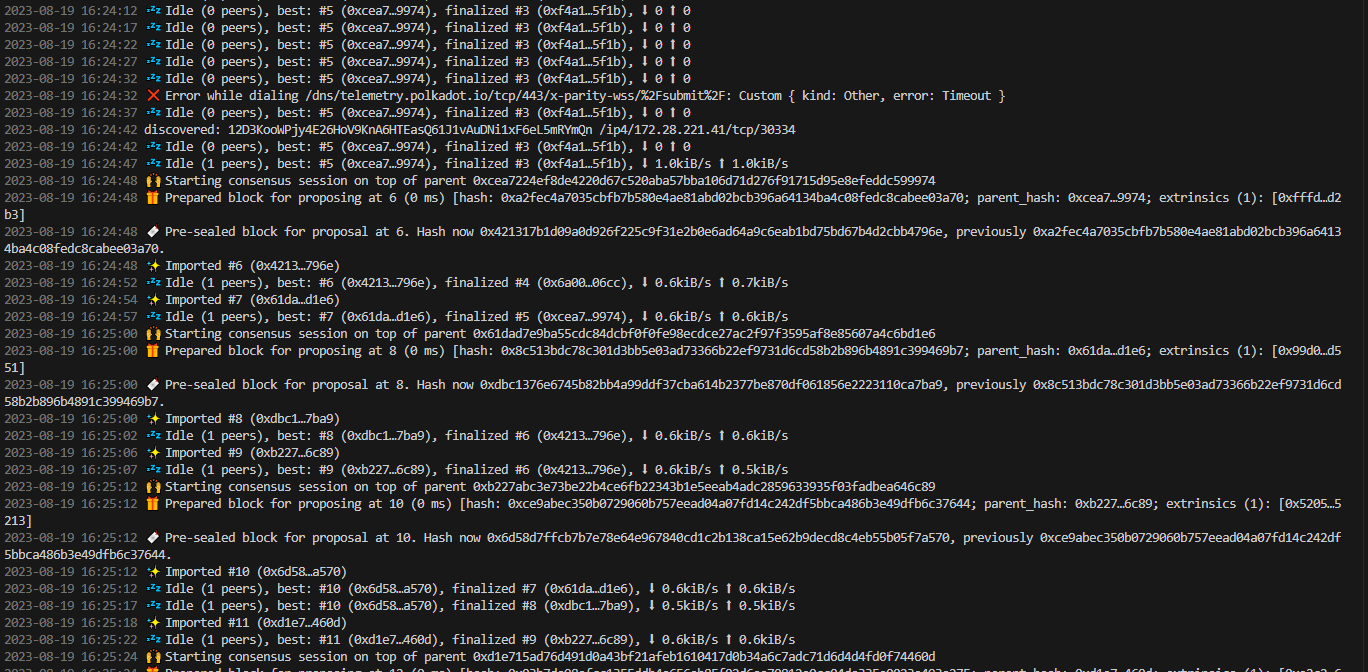 2023-08-19 16:24:12 💤 Idle (0 peers), best: #5 (0xcea7…9974), finalized #3 (0xf4a1…5f1b), ⬇ 0 ⬆ 0
2023-08-19 16:24:17 💤 Idle (0 peers), best: #5 (0xcea7…9974), finalized #3 (0xf4a1…5f1b), ⬇ 0 ⬆ 0
2023-08-19 16:24:22 💤 Idle (0 peers), best: #5 (0xcea7…9974), finalized #3 (0xf4a1…5f1b), ⬇ 0 ⬆ 0
2023-08-19 16:24:27 💤 Idle (0 peers), best: #5 (0xcea7…9974), finalized #3 (0xf4a1…5f1b), ⬇ 0 ⬆ 0
2023-08-19 16:24:32 💤 Idle (0 peers), best: #5 (0xcea7…9974), finalized #3 (0xf4a1…5f1b), ⬇ 0 ⬆ 0
2023-08-19 16:24:32 ❌ Error while dialing /dns/telemetry.polkadot.io/tcp/443/x-parity-wss/%2Fsubmit%2F: Custom { kind: Other, error: Timeout }
2023-08-19 16:24:37 💤 Idle (0 peers), best: #5 (0xcea7…9974), finalized #3 (0xf4a1…5f1b), ⬇ 0 ⬆ 0
2023-08-19 16:24:42 discovered: 12D3KooWPjy4E26HoV9KnA6HTEasQ61J1vAuDNi1xF6eL5mRYmQn /ip4/172.28.221.41/tcp/30334
2023-08-19 16:24:42 💤 Idle (0 peers), best: #5 (0xcea7…9974), finalized #3 (0xf4a1…5f1b), ⬇ 0 ⬆ 0
2023-08-19 16:24:47 💤 Idle (1 peers), best: #5 (0xcea7…9974), finalized #3 (0xf4a1…5f1b), ⬇ 1.0kiB/s ⬆ 1.0kiB/s
2023-08-19 16:24:48 🙌 Starting consensus session on top of parent 0xcea7224ef8de4220d67c520aba57bba106d71d276f91715d95e8efeddc599974
2023-08-19 16:24:48 🎁 Prepared block for proposing at 6 (0 ms) [hash: 0xa2fec4a7035cbfb7b580e4ae81abd02bcb396a64134ba4c08fedc8cabee03a70; parent_hash: 0xcea7…9974; extrinsics (1): [0xfffd…d2
b3]
2023-08-19 16:24:48 🔖 Pre-sealed block for proposal at 6. Hash now 0x421317b1d09a0d926f225c9f31e2b0e6ad64a9c6eab1bd75bd67b4d2cbb4796e, previously 0xa2fec4a7035cbfb7b580e4ae81abd02bcb396a6413
4ba4c08fedc8cabee03a70.
2023-08-19 16:24:48 ✨ Imported #6 (0x4213…796e)
2023-08-19 16:24:52 💤 Idle (1 peers), best: #6 (0x4213…796e), finalized #4 (0x6a00…06cc), ⬇ 0.6kiB/s ⬆ 0.7kiB/s
2023-08-19 16:24:54 ✨ Imported #7 (0x61da…d1e6)
2023-08-19 16:24:57 💤 Idle (1 peers), best: #7 (0x61da…d1e6), finalized #5 (0xcea7…9974), ⬇ 0.6kiB/s ⬆ 0.6kiB/s
2023-08-19 16:25:00 🙌 Starting consensus session on top of parent 0x61dad7e9ba55cdc84dcbf0f0fe98ecdce27ac2f97f3595af8e85607a4c6bd1e6
2023-08-19 16:25:00 🎁 Prepared block for proposing at 8 (0 ms) [hash: 0x8c513bdc78c301d3bb5e03ad73366b22ef9731d6cd58b2b896b4891c399469b7; parent_hash: 0x61da…d1e6; extrinsics (1): [0x99d0…d5
51]
2023-08-19 16:25:00 🔖 Pre-sealed block for proposal at 8. Hash now 0xdbc1376e6745b82bb4a99ddf37cba614b2377be870df061856e2223110ca7ba9, previously 0x8c513bdc78c301d3bb5e03ad73366b22ef9731d6cd
58b2b896b4891c399469b7.
2023-08-19 16:25:00 ✨ Imported #8 (0xdbc1…7ba9)
2023-08-19 16:25:02 💤 Idle (1 peers), best: #8 (0xdbc1…7ba9), finalized #6 (0x4213…796e), ⬇ 0.6kiB/s ⬆ 0.6kiB/s
2023-08-19 16:25:06 ✨ Imported #9 (0xb227…6c89)
2023-08-19 16:25:07 💤 Idle (1 peers), best: #9 (0xb227…6c89), finalized #6 (0x4213…796e), ⬇ 0.6kiB/s ⬆ 0.5kiB/s
2023-08-19 16:25:12 🙌 Starting consensus session on top of parent 0xb227abc3e73be22b4ce6fb22343b1e5eeab4adc2859633935f03fadbea646c89
2023-08-19 16:25:12 🎁 Prepared block for proposing at 10 (0 ms) [hash: 0xce9abec350b0729060b757eead04a07fd14c242df5bbca486b3e49dfb6c37644; parent_hash: 0xb227…6c89; extrinsics (1): [0x5205…5
213]
2023-08-19 16:25:12 🔖 Pre-sealed block for proposal at 10. Hash now 0x6d58d7ffcb7b7e78e64e967840cd1c2b138ca15e62b9decd8c4eb55b05f7a570, previously 0xce9abec350b0729060b757eead04a07fd14c242df
5bbca486b3e49dfb6c37644.
2023-08-19 16:25:12 ✨ Imported #10 (0x6d58…a570)
2023-08-19 16:25:12 💤 Idle (1 peers), best: #10 (0x6d58…a570), finalized #7 (0x61da…d1e6), ⬇ 0.6kiB/s ⬆ 0.6kiB/s
2023-08-19 16:25:17 💤 Idle (1 peers), best: #10 (0x6d58…a570), finalized #8 (0xdbc1…7ba9), ⬇ 0.5kiB/s ⬆ 0.5kiB/s
2023-08-19 16:25:18 ✨ Imported #11 (0xd1e7…460d)
2023-08-19 16:25:22 💤 Idle (1 peers), best: #11 (0xd1e7…460d), finalized #9 (0xb227…6c89), ⬇ 0.6kiB/s ⬆ 0.6kiB/s
2023-08-19 16:25:24 🙌 Starting consensus session on top of parent 0xd1e715ad76d491d0a43bf21afeb1610417d0b34a6c7adc71d6d4d4fd0f74460d